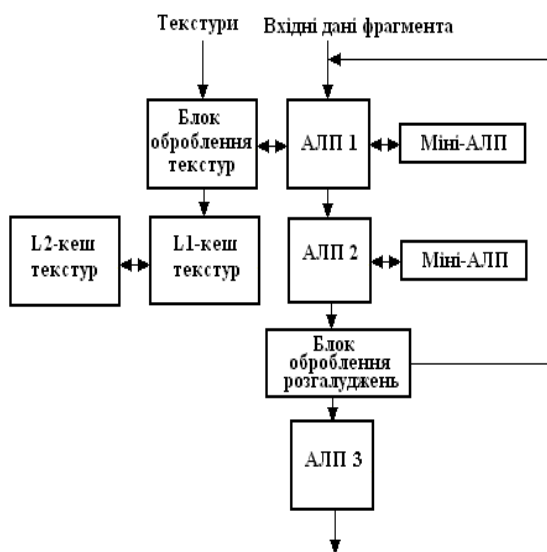 Текстури
Вхідні дані фрагмента
Блок
оброблення
текстур
АЛП 1
Міні-АЛП
L2-кеш
текстур
L1-кеш
текстур
АЛП 2
Міні-АЛП
Блок
оброблення
розгалуджень
АЛП 3